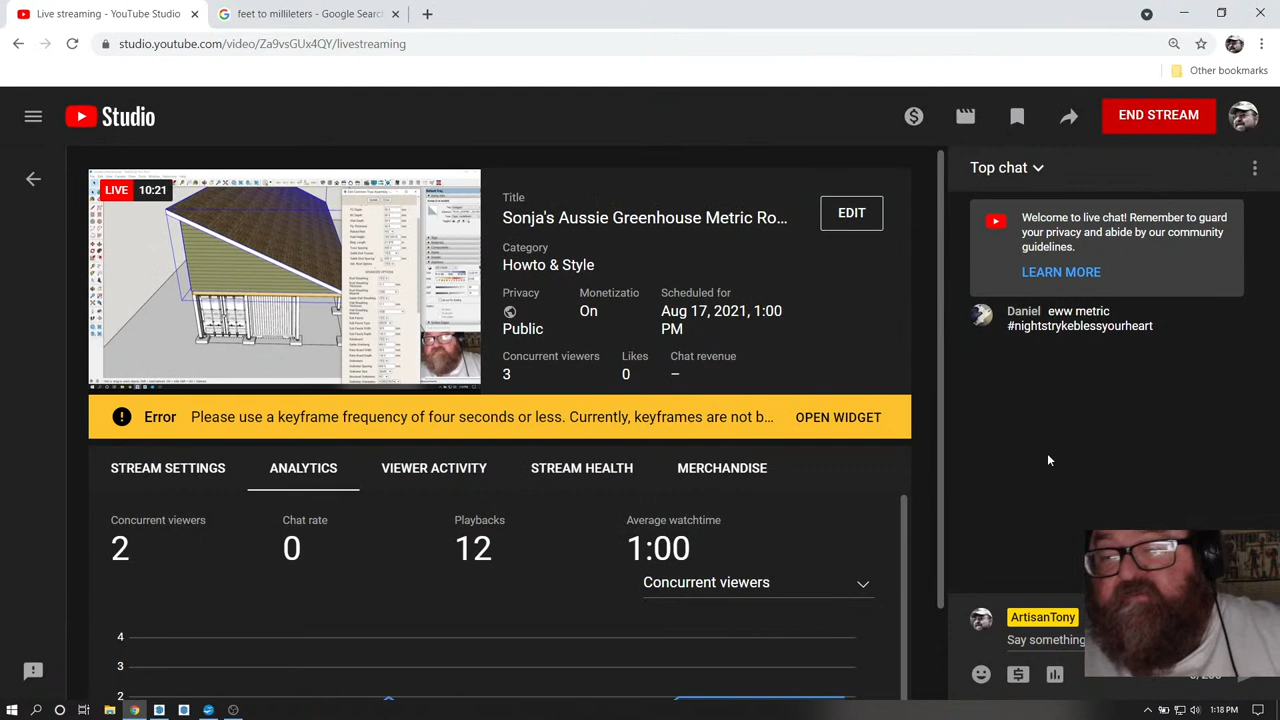 Live streaming - YouTube Studio
feet to millileters - Google Searc
studio.youtube.com/video/Za9vsGUx4QY/livestreaming
Other bookmarks
Studio
END STREAM
LIVE 10:21
Title
Sonja's Aussie Greenhouse Metric Ro...
EDIT
Category
Howto & Style
Privacy
Public
Monetizatio
On
Scheduled for
Aug 17, 2021, 1:00
PM
Concurrent viewers
3
Likes
0
Chat revenue
–
Error Please use a keyframe frequency of four seconds or less. Currently, keyframes are not b... OPEN WIDGET
STREAM SETTINGS ANALYTICS VIEWER ACTIVITY STREAM HEALTH MERCHANDISE
Concurrent viewers
2
Chat rate
0
Playbacks
12
Average watchtime
1:00
Concurrent viewers
4
3
2
Top chat
Welcome to live chat! Remember to guard
your privacy and abide by our community
guidelines.
LEARN MORE
Daniel eww metric
ArtisanTony
Say something
1:18 PM